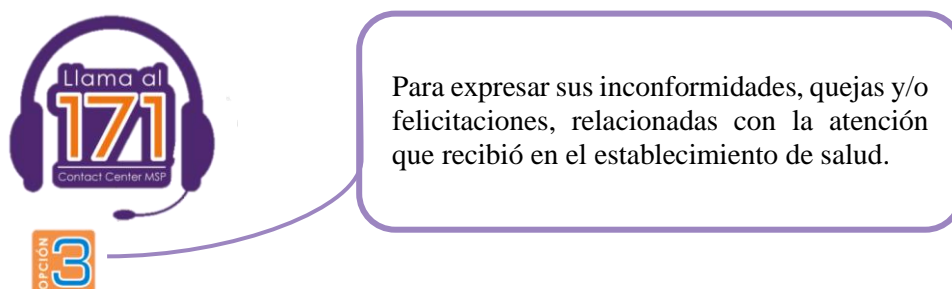 Llama al
171
Contact Center MSP
OPCIÓN
3
Para expresar sus inconformidades, quejas y/o
felicitaciones, relacionadas con la atención
que recibió en el establecimiento de salud.